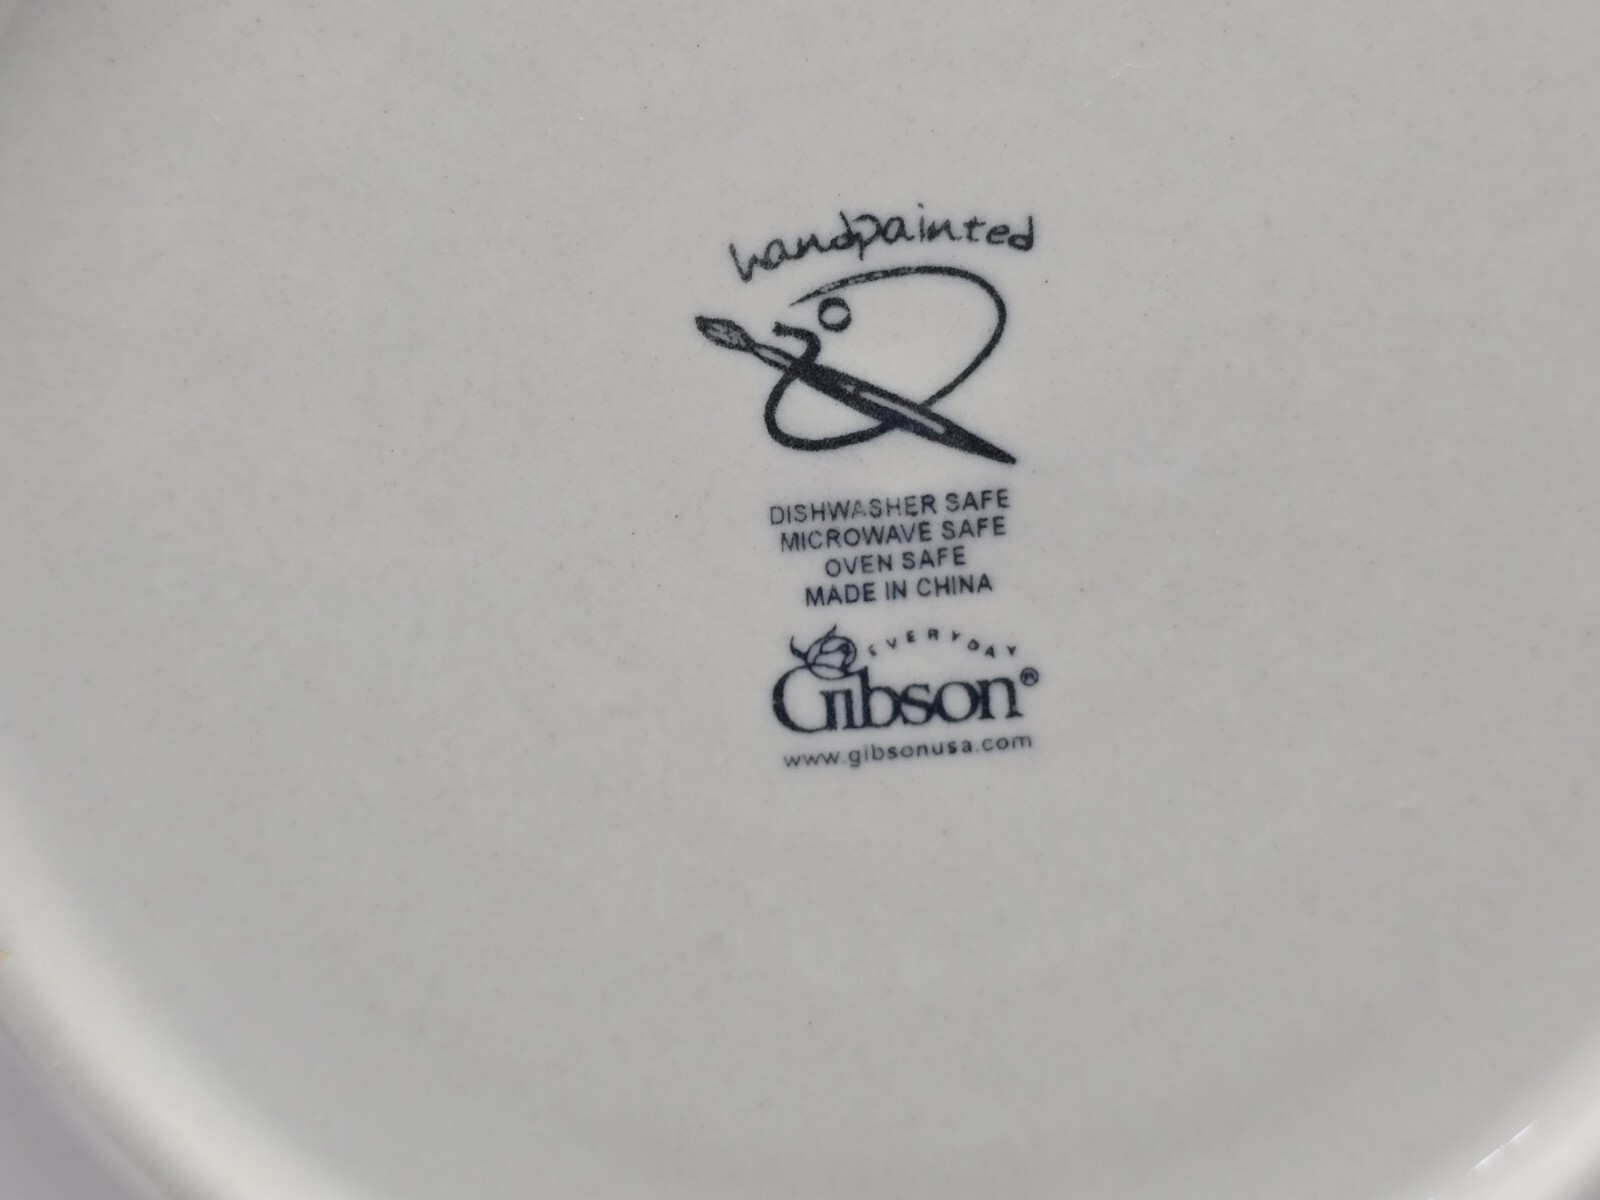 handpainted
DISHWASHER SAFE
MICROWAVE SAFE
OVEN SAFE
MADE IN CHINA
EVERYDAY
Gibson®
www.gibsonusa.com